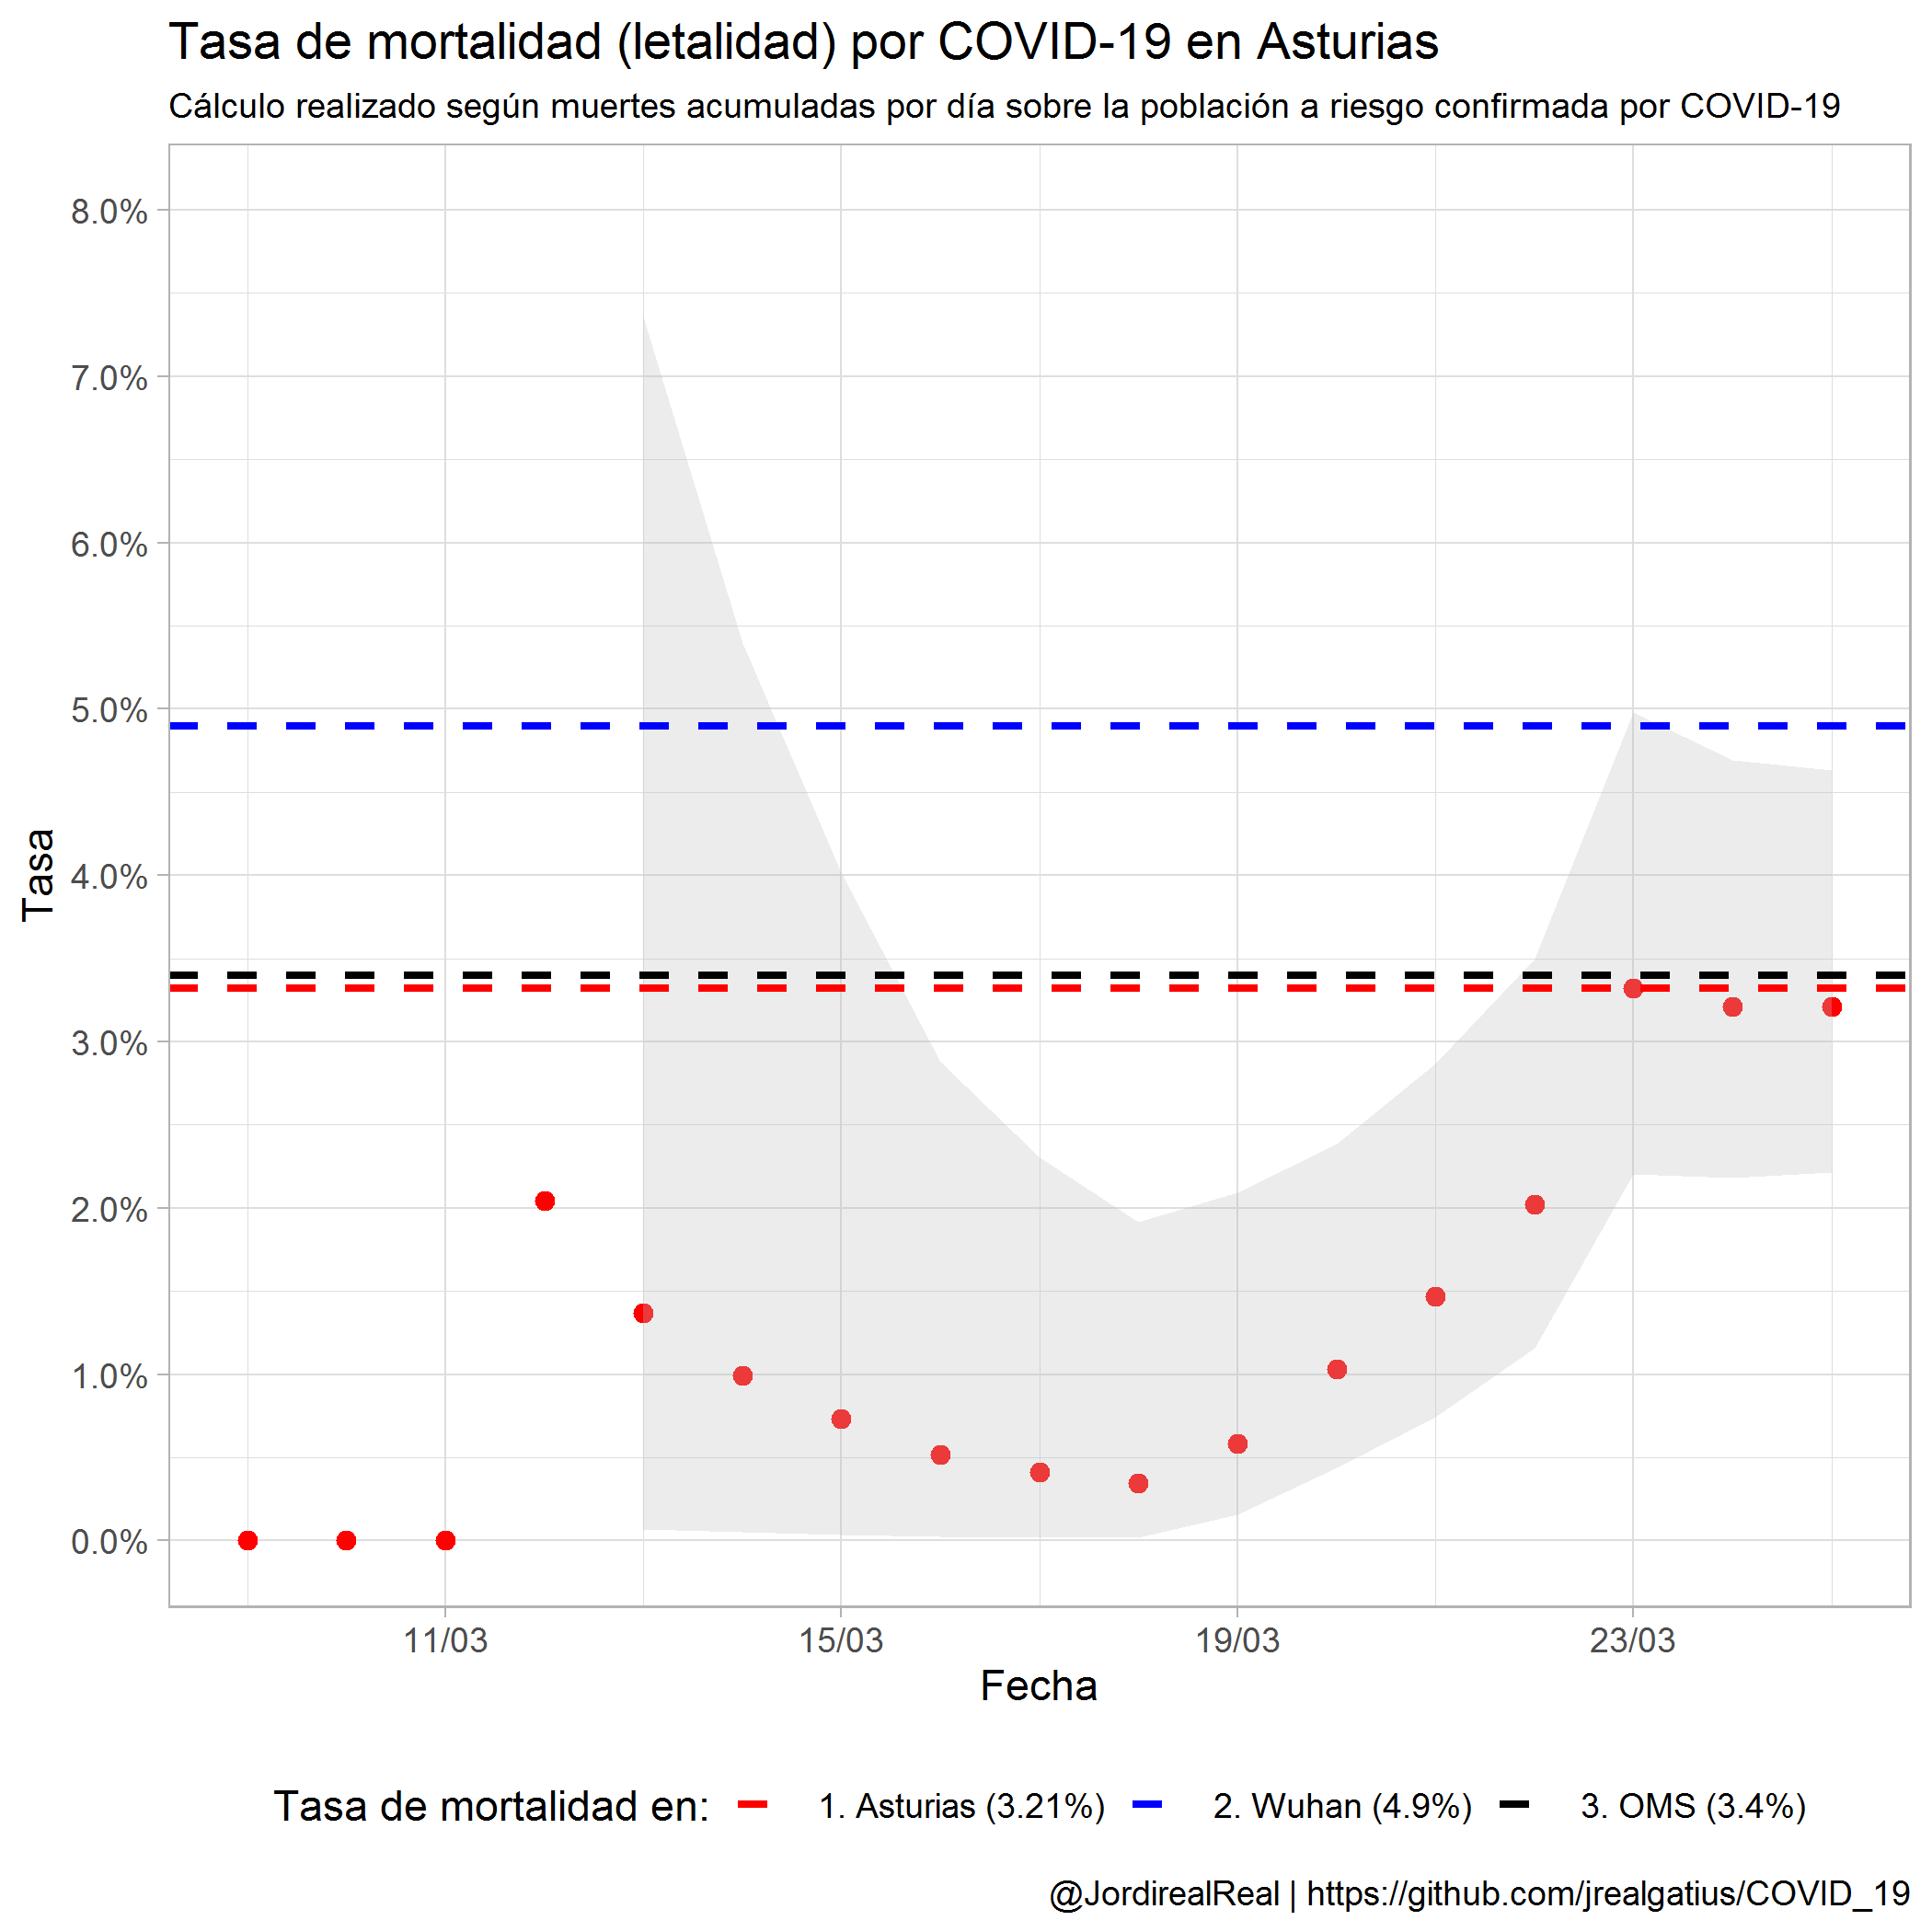 Tasa de mortalidad (letalidad) por COVID-19 en Asturias
Cálculo realizado según muertes acumuladas por día sobre la población a riesgo confirmada por COVID-19
8.0%
7.0%
6.0%
5.0%
4.0%
3.0%
2.0%
1.0%
0.0%
Tasa
11/03 15/03 19/03 23/03
Fecha
Tasa de mortalidad en: 1. Asturias (3.21%) 2. Wuhan (4.9%) 3. OMS (3.4%)
@JordirealReal | https://github.com/jrealgatius/COVID_19